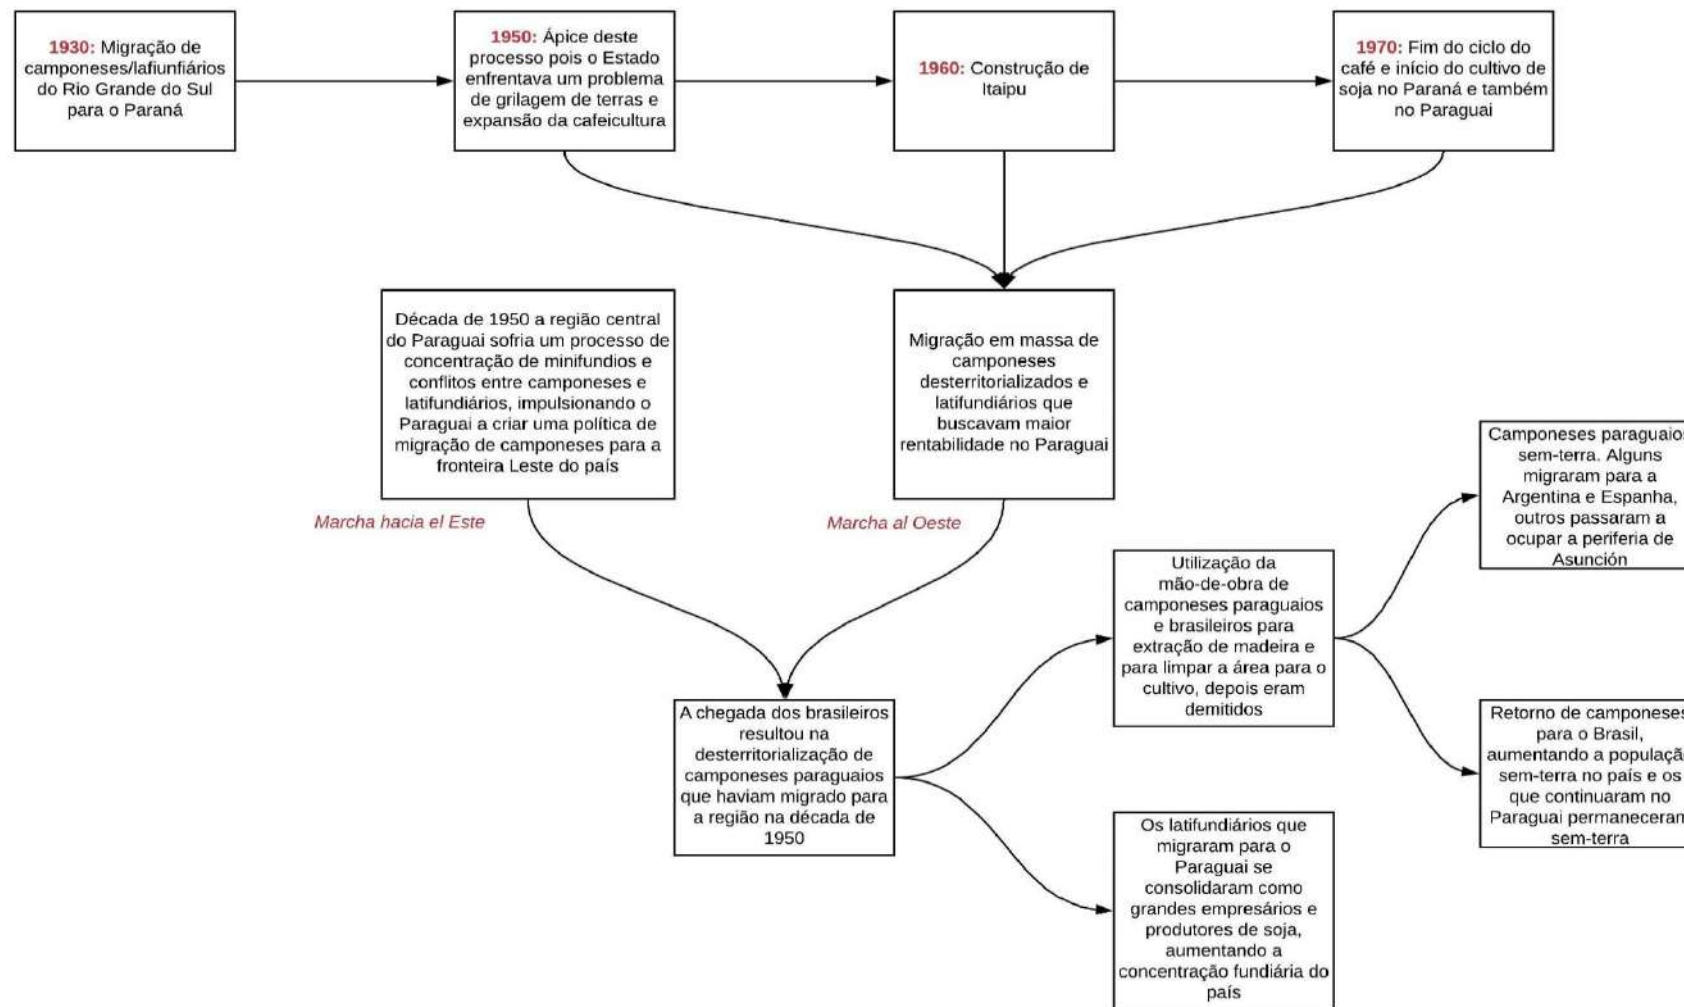 1930: Migração de
camponeses/lafiunfiários
do Rio Grande do Sul
para o Paraná
1950: Ápice deste
processo pois o Estado
enfrentava um problema
de grilagem de terras e
expansão da cafeicultura
1960: Construção de
Itaipu
1970: Fim do ciclo do
café e início do cultivo de
soja no Paraná e também
no Paraguai
Década de 1950 a região central
do Paraguai sofria um processo de
concentração de minifundios e
conflitos entre camponeses e
latifundiários, impulsionando o
Paraguai a criar uma política de
migração de camponeses para a
fronteira Leste do país
Migração em massa de
camponeses
desterritorializados e
latifundiários que
buscavam maior
rentabilidade no Paraguai
Marcha hacia el Este
Marcha al Oeste
A chegada dos brasileiros
resultou na
desterritorialização de
camponeses paraguaios
que haviam migrado para
a região na década de
1950
Utilização da
mão-de-obra de
camponeses paraguaios
e brasileiros para
extração de madeira e
para limpar a área para o
cultivo, depois eram
demitidos
Os latifundiários que
migraram para o
Paraguai se
consolidaram como
grandes empresários e
produtores de soja,
aumentando a
concentração fundiária do
país
Camponeses paraguaios
sem-terra. Alguns
migraram para a
Argentina e Espanha,
outros passaram a
ocupar a periferia de
Asunción
Retorno de camponeses
para o Brasil,
aumentando a população
sem-terra no país e os
que continuaram no
Paraguai permaneceram
sem-terra